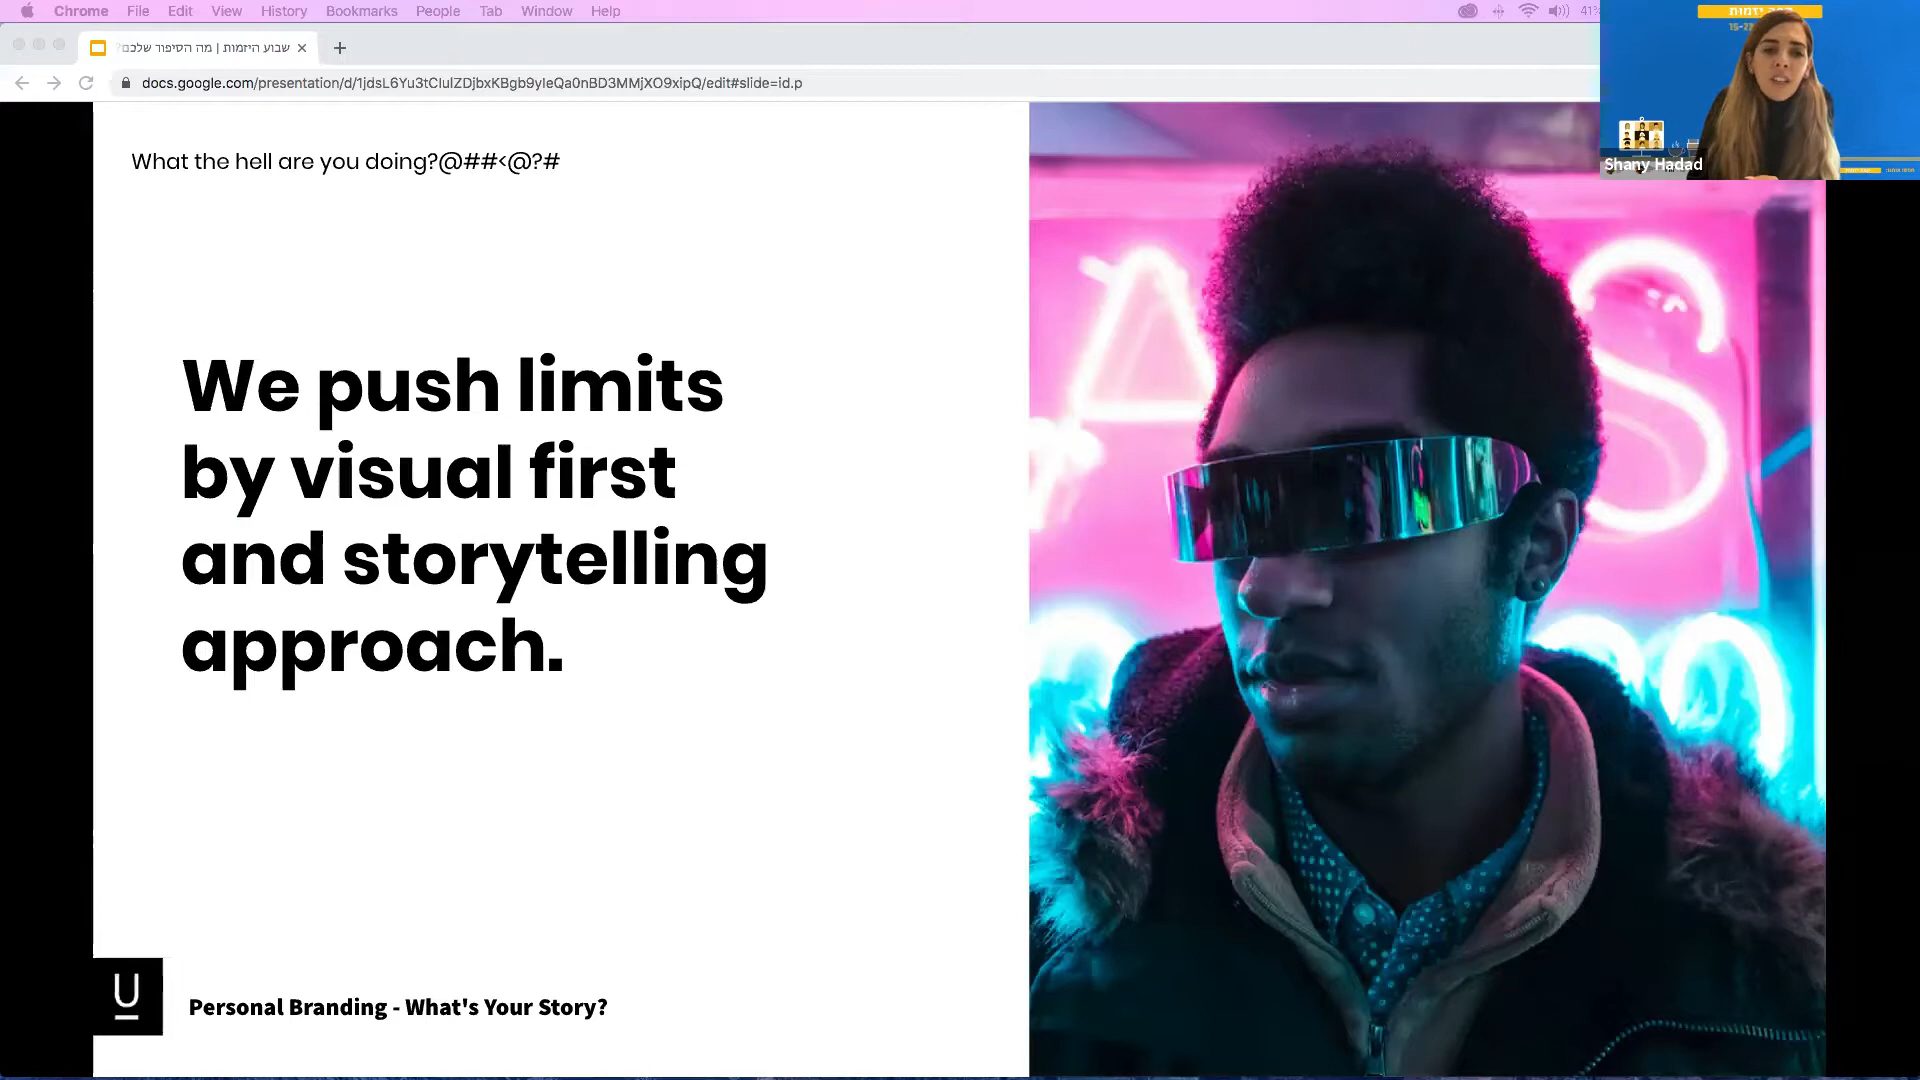 Chrome File Edit View History Bookmarks People Tab Window Help
41%
שבוע היזמות | מה הסיפור שלכם?
docs.google.com/presentation/d/1jdsL6Yu3tCIuIZDjbxKBgb9yIeQa0nBD3MMjXO9xipQ/edit#slide=id.p
Shany Hadad
What the hell are you doing?@##<@?#
We push limits
by visual first
and storytelling
approach.
A S
U
Personal Branding - What's Your Story?